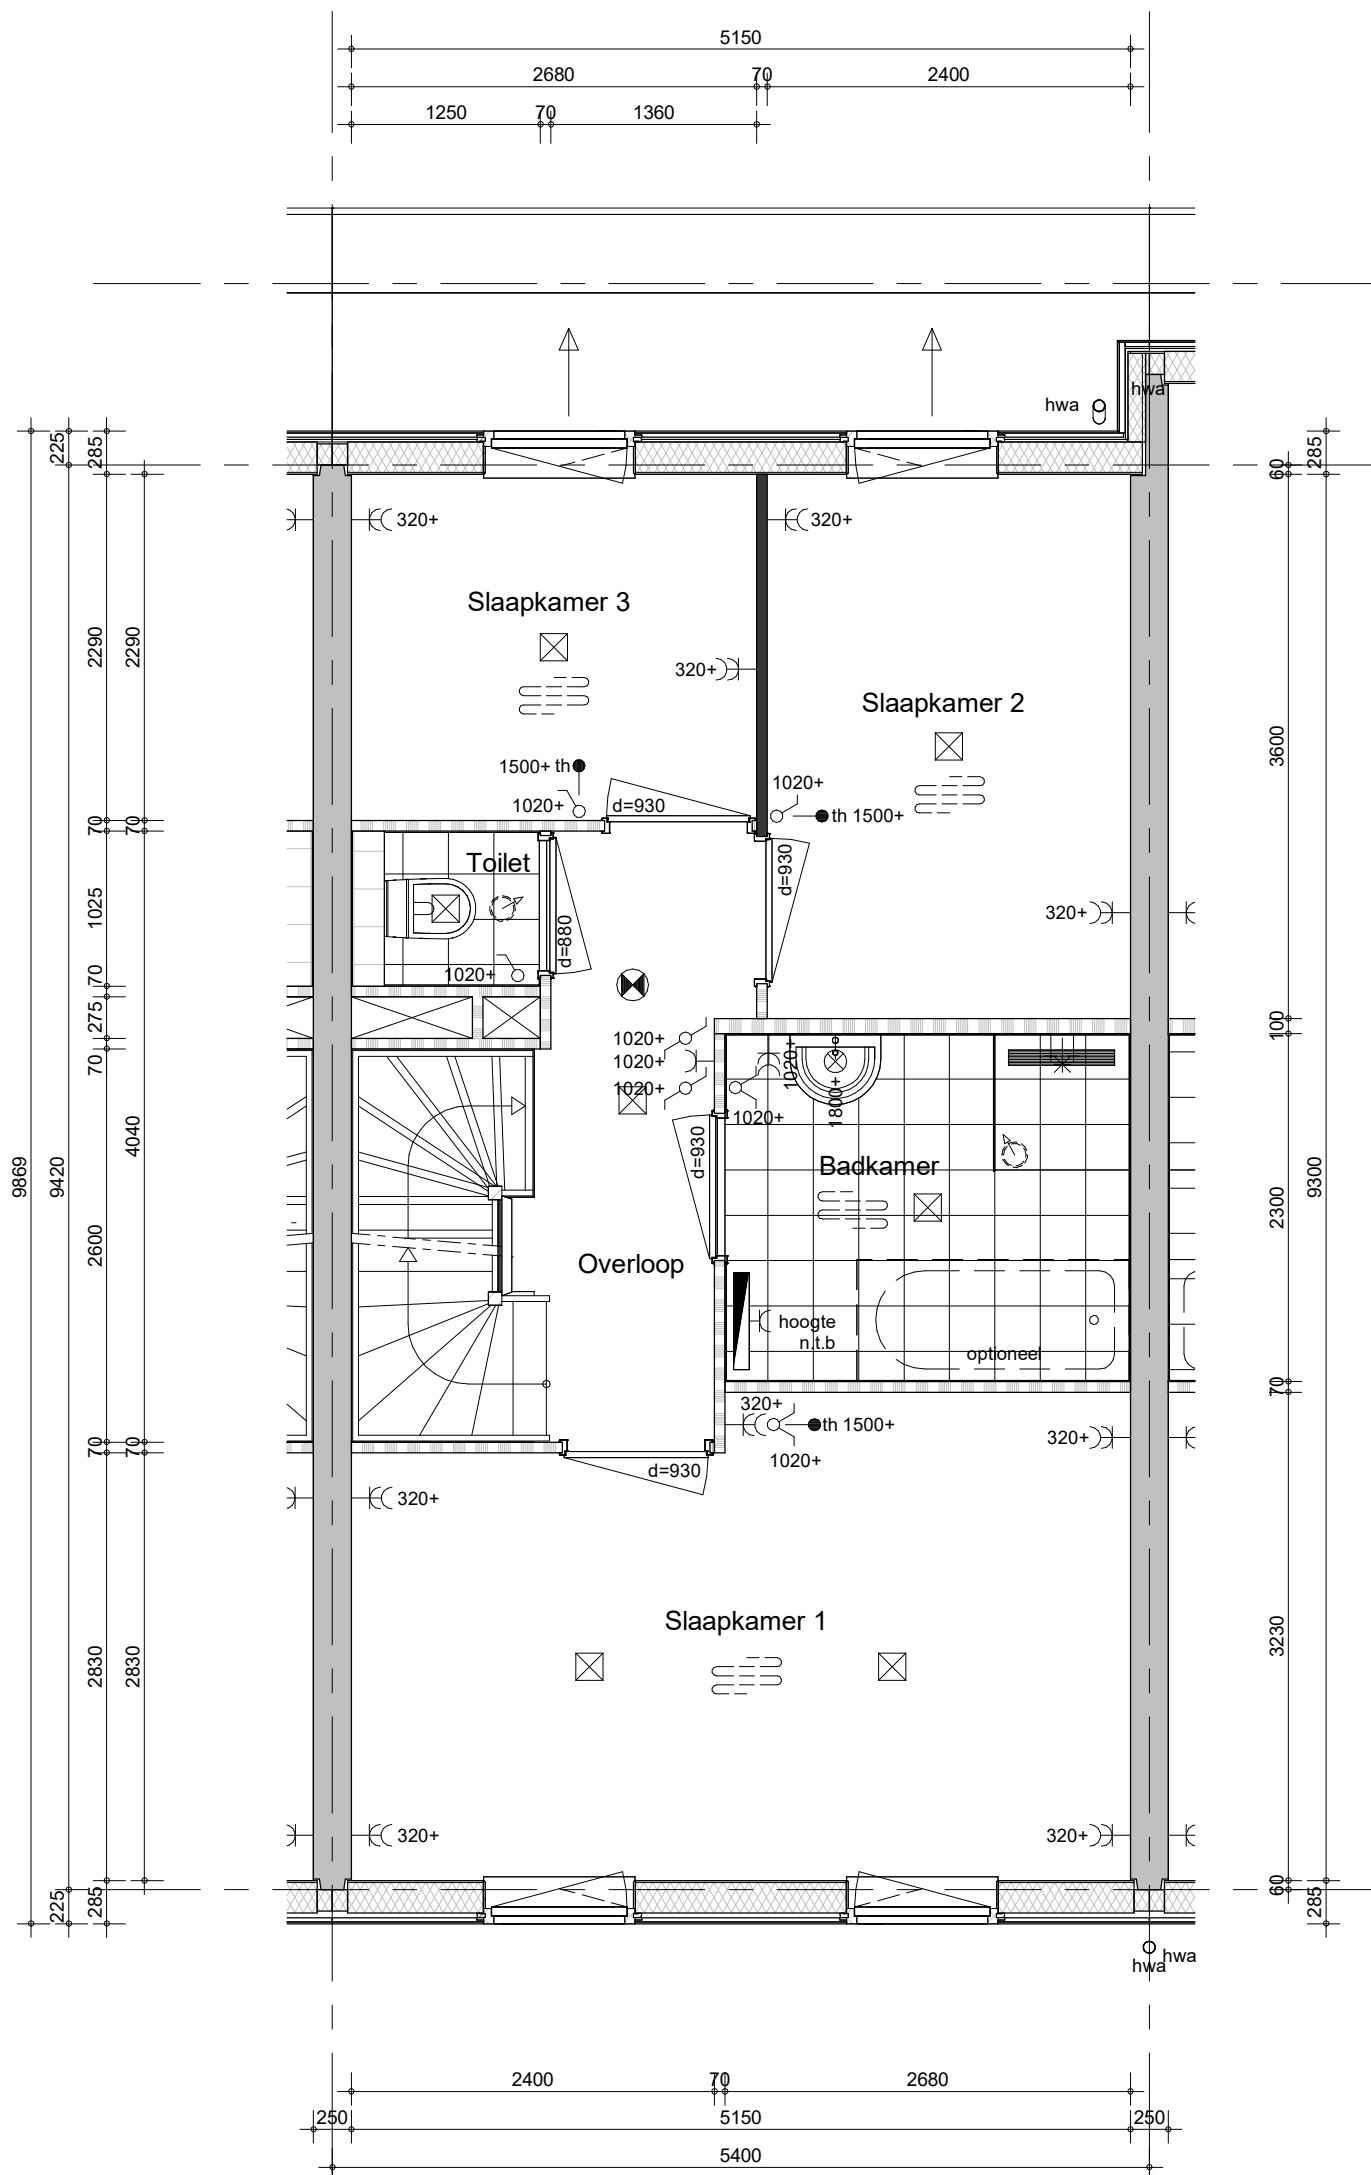 5150
2680 70 2400
1250 70 1360
hwa
hwa
225
285
285
60
320+
320+
Slaapkamer 3
2290
2290
320+
Slaapkamer 2
3600
1500+ th
1020+
1020+
d=930
th 1500+
70
70
Toilet
d=930
1025
320+
d=880
1020+
70
275
70
1020+
1020+
1020+
1020+
1800+
1020+
100
4040
9869
9420
d=930
Badkamer
2300
9300
2600
Overloop
hoogte
n.t.b
optioneel
70
320+
th 1500+
1020+
320+
70
70
d=930
320+
Slaapkamer 1
2830
2830
3230
320+
320+
225
285
60
285
hwa
hwa
2400 70 2680
250 5150 250
5400